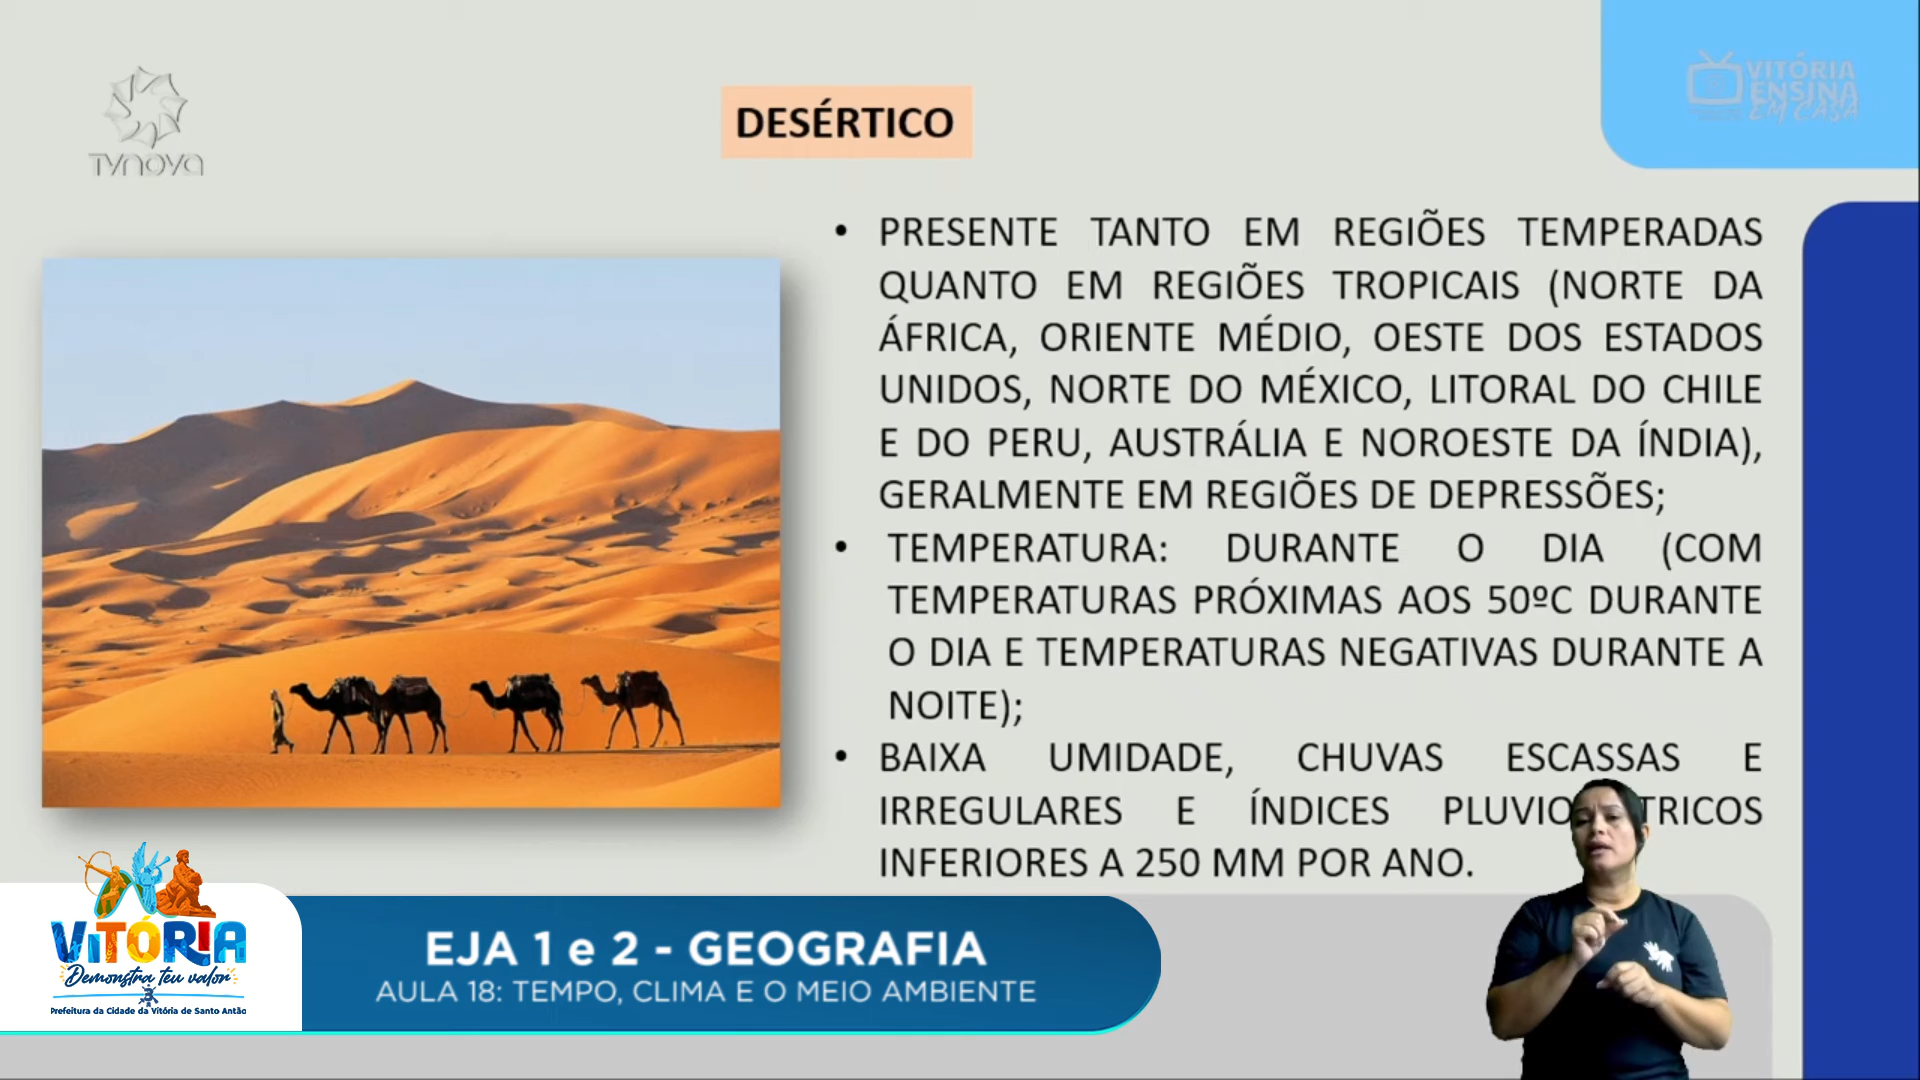 TVNOVA
VITÓRIA
ENSINA
EM CASA
DESÉRTICO
• PRESENTE TANTO EM REGIÕES TEMPERADAS
QUANTO EM REGIÕES TROPICAIS (NORTE DA
ÁFRICA, ORIENTE MÉDIO, OESTE DOS ESTADOS
UNIDOS, NORTE DO MÉXICO, LITORAL DO CHILE
E DO PERU, AUSTRÁLIA E NOROESTE DA ÍNDIA),
GERALMENTE EM REGIÕES DE DEPRESSÕES;
• TEMPERATURA: DURANTE O DIA (COM
TEMPERATURAS PRÓXIMAS AOS 50ºC DURANTE
O DIA E TEMPERATURAS NEGATIVAS DURANTE A
NOITE);
• BAIXA UMIDADE, CHUVAS ESCASSAS E
IRREGULARES E ÍNDICES
INFERIORES A 250 MM POR ANO.
VITÓRIA
Demonstra teu valor
Prefeitura da Cidade da Vitória de Santo Antão
EJA 1 e 2 - GEOGRAFIA
AULA 18: TEMPO, CLIMA E O MEIO AMBIENTE